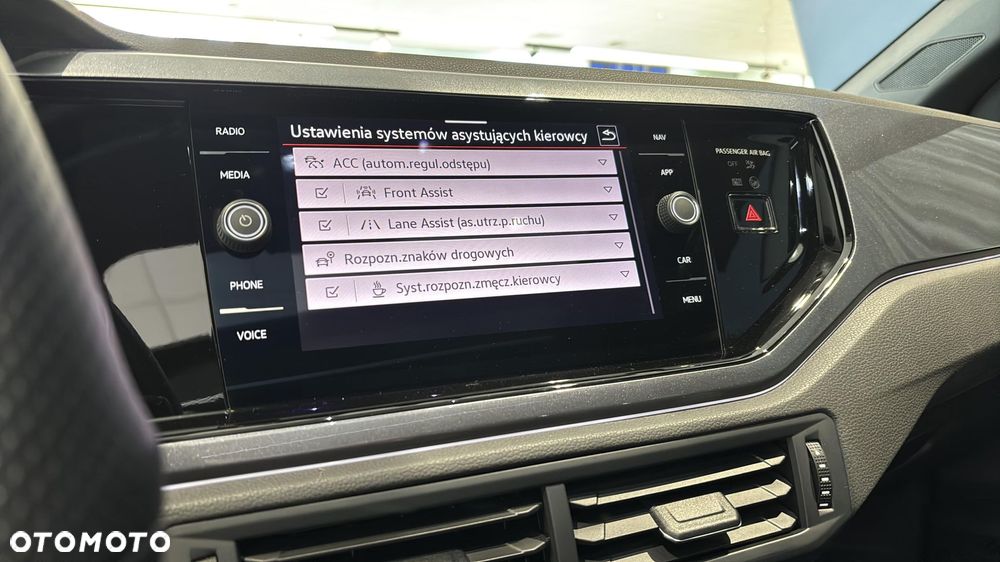 RADIO
MEDIA
PHONE
VOICE
Ustawienia systemów asystujących kierowcy
ACC (autom.regul.odstępu)
Front Assist
Lane Assist (as.utrz.p.ruchu)
Rozpozn.znaków drogowych
Syst.rozpozn.zmęcz.kierowcy
NAV
APP
CAR
MENU
PASSENGER AIR BAG
OFF
OTOMOTO